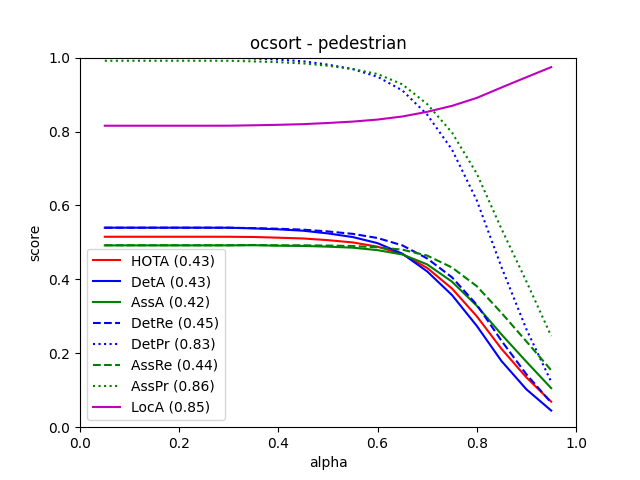 ocsort - pedestrian
1.0
0.8
0.6
0.4
0.2
0.0
score
HOTA (0.43)
DetA (0.43)
AssA (0.42)
DetRe (0.45)
DetPr (0.83)
AssRe (0.44)
AssPr (0.86)
LocA (0.85)
0.0 0.2 0.4 0.6 0.8 1.0
alpha